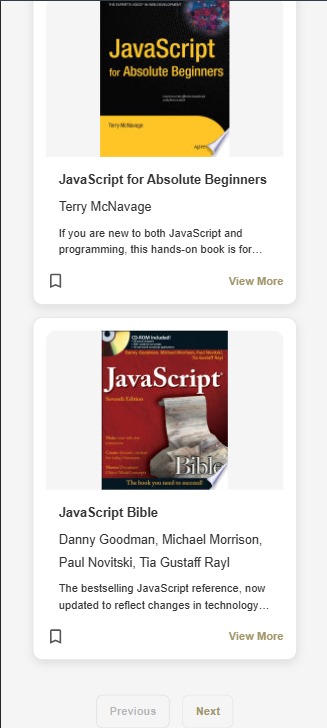 THE EXPERT'S VOICE® IN WEB DEVELOPMENT
JavaScript
for Absolute Beginners
Terry McNavage
Apress
JavaScript for Absolute Beginners
Terry McNavage
If you are new to both JavaScript and
programming, this hands-on book is for…
View More
CD-ROM Included!
Danny Goodman, Michael Morrison, Paul Novitski,
Tia Gustaff Rayl
JavaScript®
Seventh Edition
Bible
The book you need to succeed!
JavaScript Bible
Danny Goodman, Michael Morrison,
Paul Novitski, Tia Gustaff Rayl
The bestselling JavaScript reference, now
updated to reflect changes in technology…
View More
Previous
Next